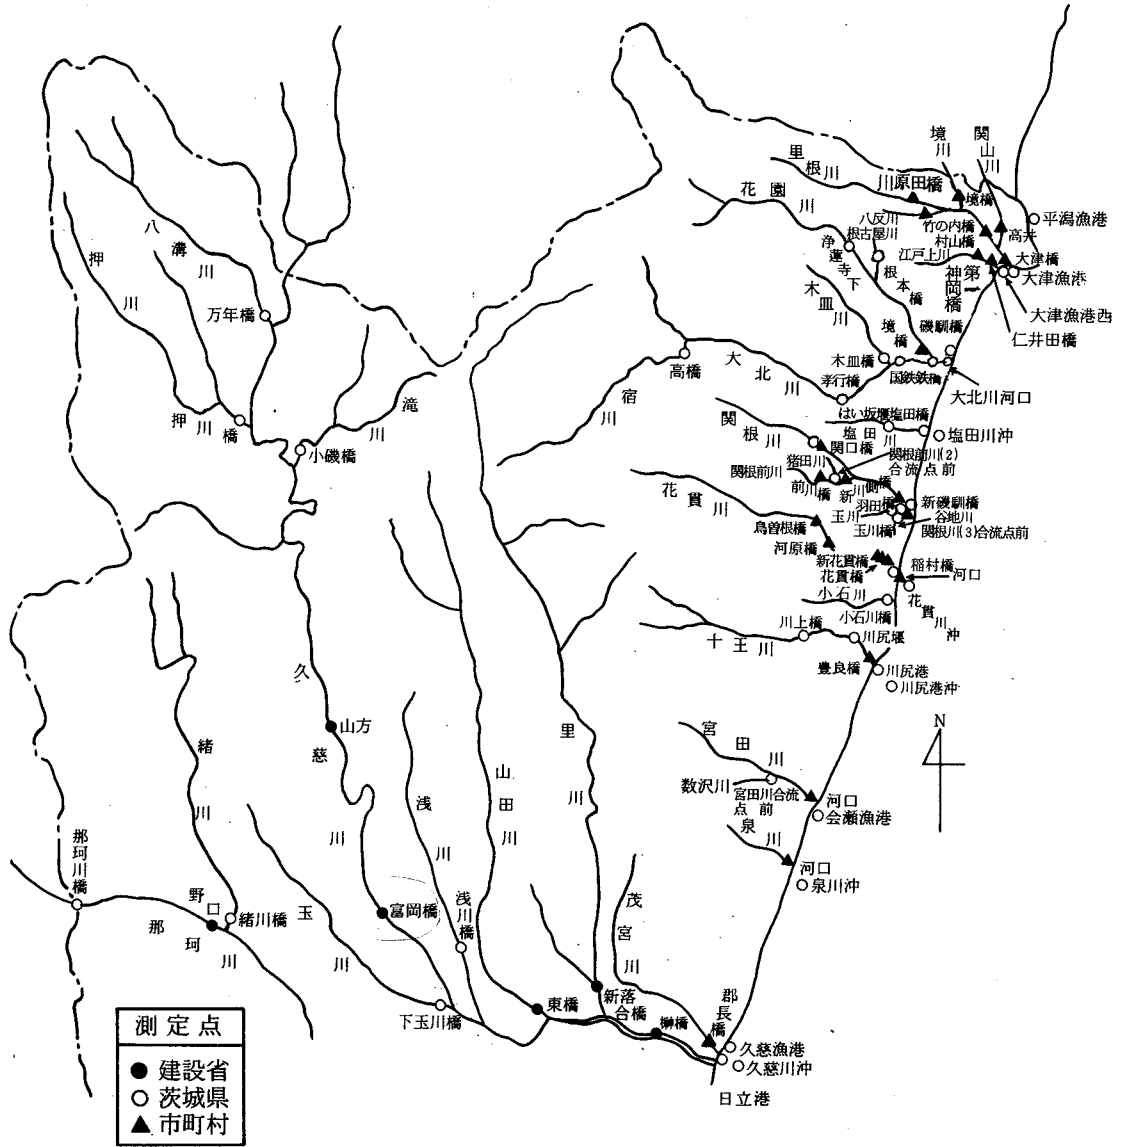 境川
関山川
里根川
川原田橋
境橋
花園川
八反川
竹の内橋
高井
平潟漁港
根古屋川
村山橋
浄蓮寺下
江戸上川
大津橋
根本橋
神岡橋
第一
大津漁港
木皿川
大津漁港西
八溝川
押川
万年橋
境橋
磯馴橋
仁井田橋
木皿橋
国鉄鉄橋
高橋
大北川
孝行橋
大北川河口
宿川
滝川
はい坂堰
塩田橋
押川橋
関根川
塩田川
塩田川沖
小磯橋
関口橋
関根前川(2)
合流点前
猪田川
関根前川
前川橋
新川側橋
花貫川
羽田橋
新磯馴橋
玉川
谷地川
鳥曽根橋
玉川橋
関根川(3)合流点前
河原橋
新花貫橋
稲村橋
花貫橋
河口
小石川
花貫川沖
小石川橋
川上橋
川尻堰
十王川
豊良橋
川尻港
川尻港沖
久慈川
山方
里川
宮田川
N
緒川
山田川
数沢川
宮田川合流
点前
河口
会瀬漁港
浅川
泉川
那珂川橋
河口
泉川沖
野口
緒川橋
玉川
富岡橋
浅川橋
茂宮川
那珂川
新落
合橋
郡長橋
下玉川橋
東橋
榊橋
久慈漁港
久慈川沖
日立港
測定点
● 建設省
○ 茨城県
▲ 市町村